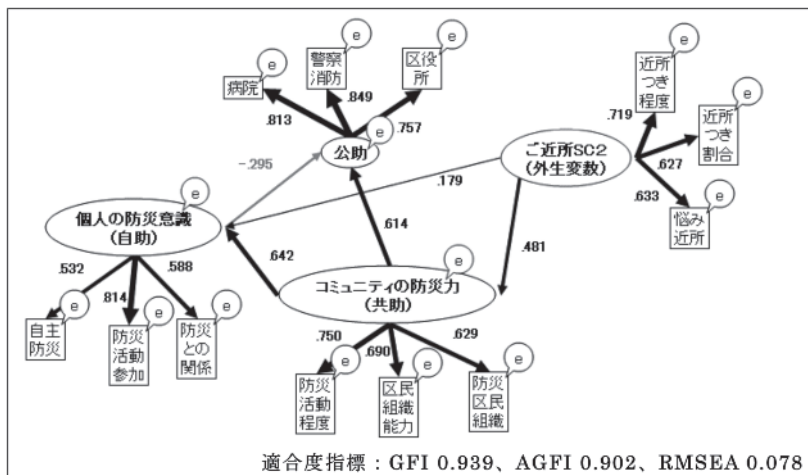 e
e
e
病院
警察
消防
区役
所
.813
.849
.757
e
公助
e
近所
つき
程度
e
近所
つき
割合
.719
.627
.633
e
悩み
近所
ご近所SC2
(外生変数)
-.295
.179
.614
.481
.642
e
個人の防災意識
(自助)
.532
.814
.588
e
自主
防災
e
防災
活動
参加
e
防災
との
関係
e
コミュニティの防災力
(共助)
.750
.690
.629
e
防災
活動
程度
e
区民
組織
能力
e
防災
区民
組織
適合度指標：GFI 0.939、AGFI 0.902、RMSEA 0.078